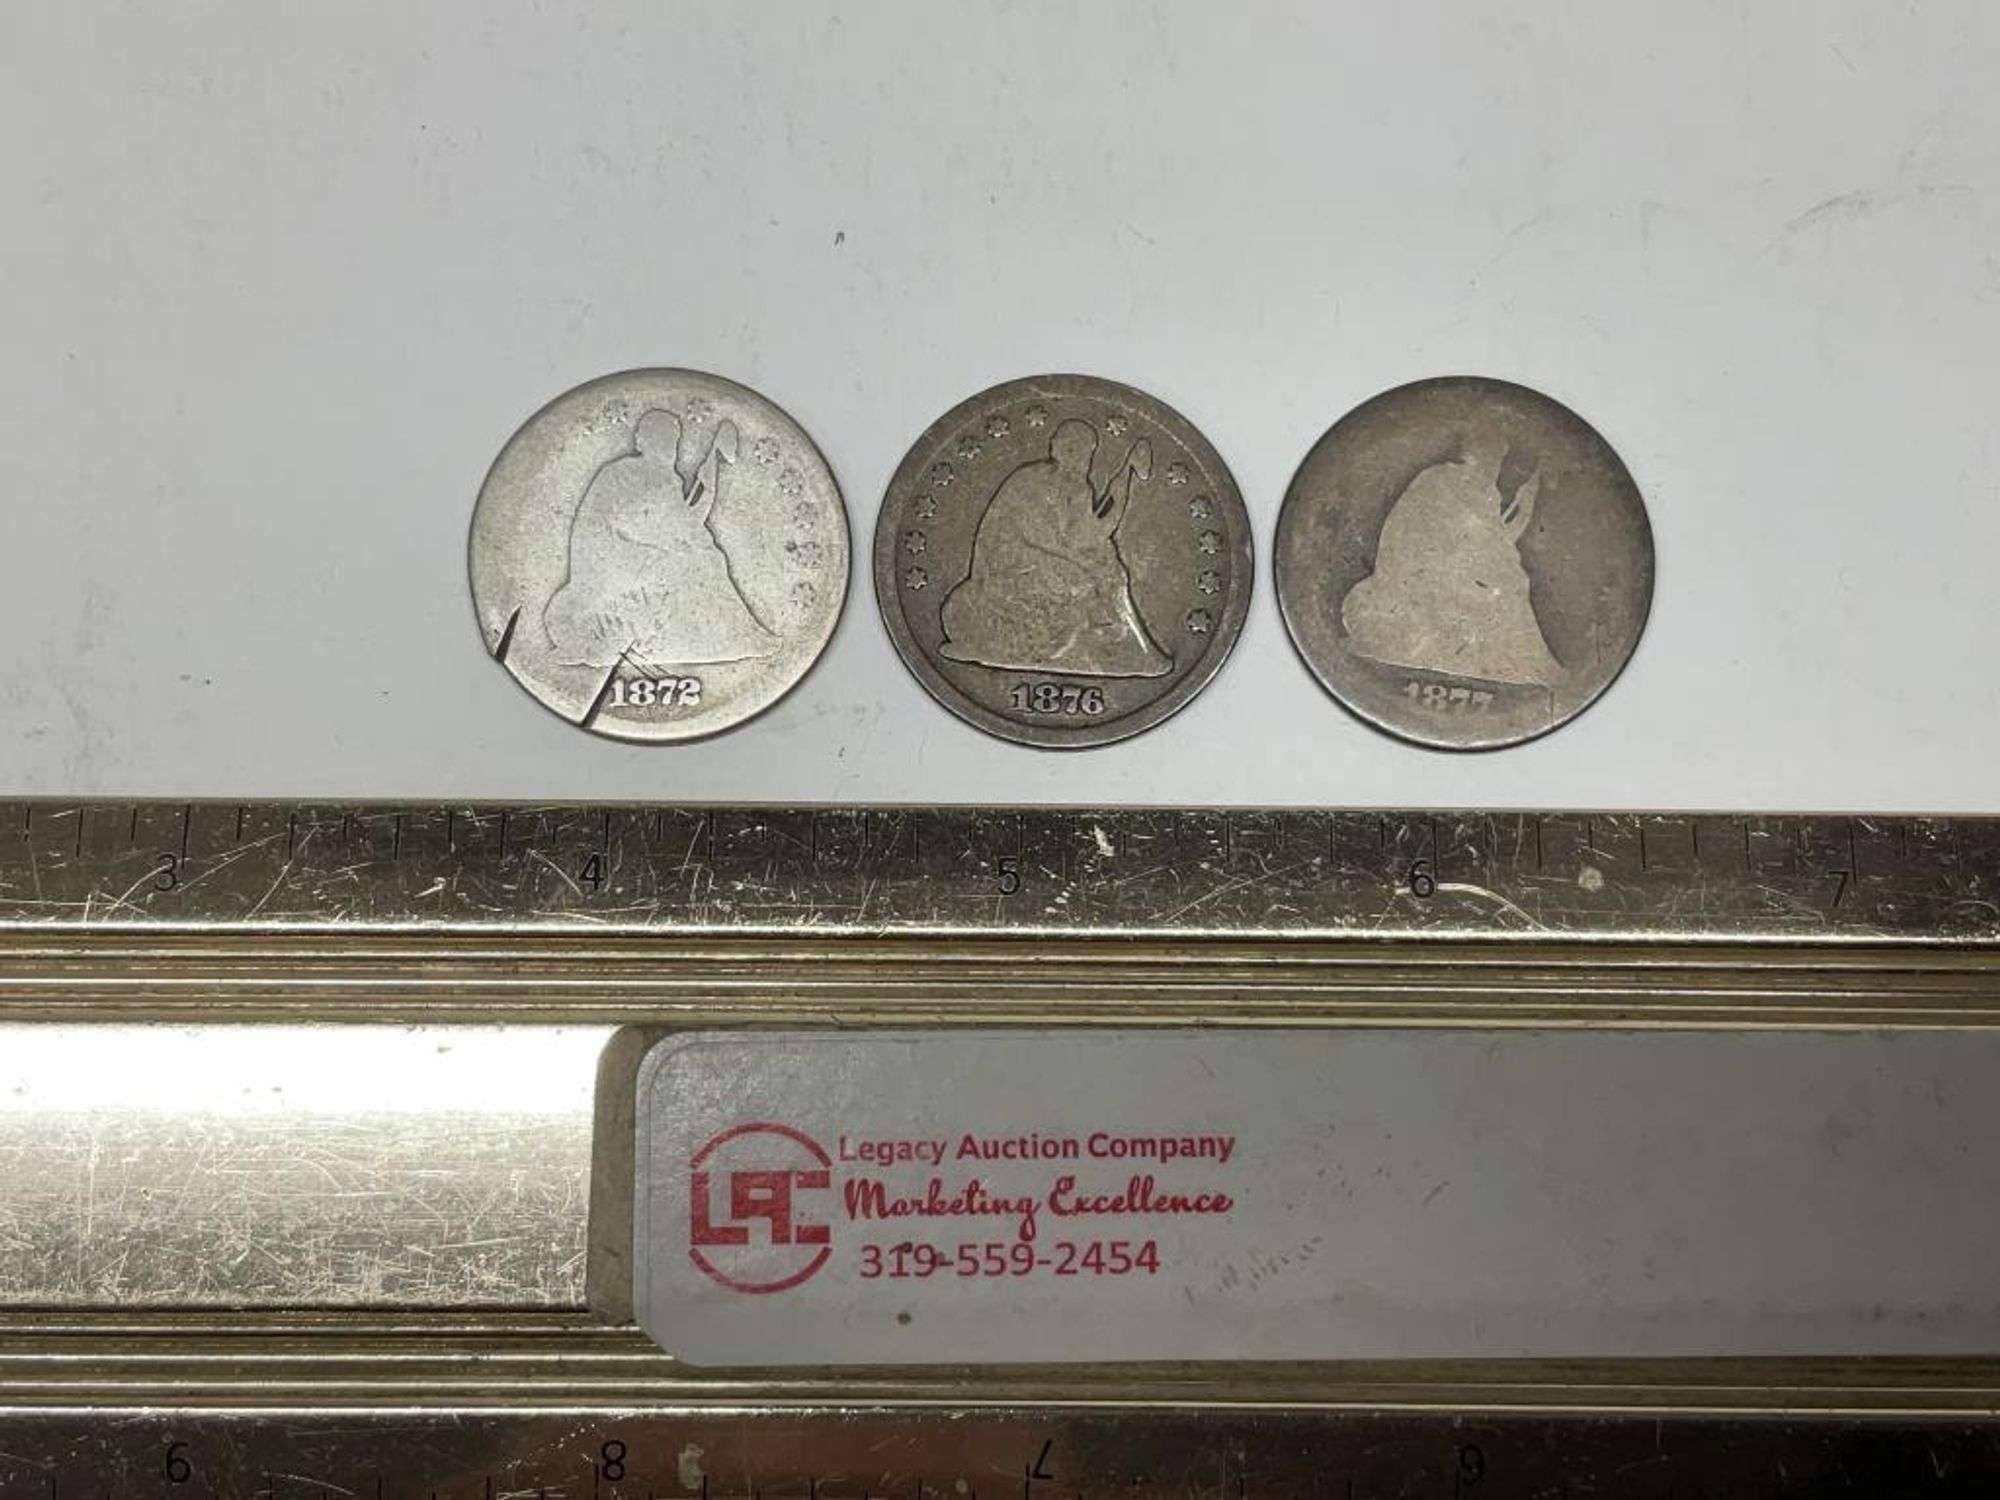 1872
1876
1877
3 4 5 6 7
LAC
Legacy Auction Company
Marketing Excellence
319-559-2454
9 8 7 6